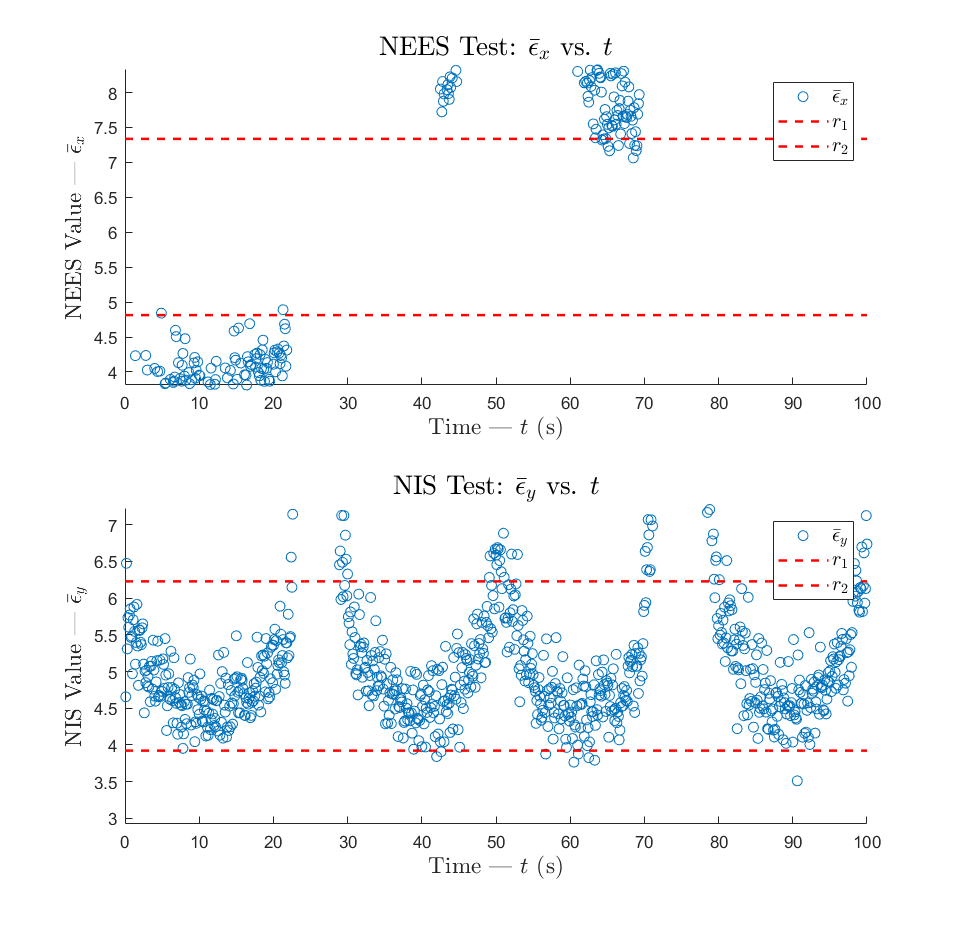 NEES Test: ϵ̄ₓ vs. t
NEES Value — ϵ̄ₓ
8
7.5
7
6.5
6
5.5
5
4.5
4
0 10 20 30 40 50 60 70 80 90 100
Time — t (s)
ϵ̄ₓ
r₁
r₂
NIS Test: ϵ̄_y vs. t
NIS Value — ϵ̄_y
7
6.5
6
5.5
5
4.5
4
3.5
3
0 10 20 30 40 50 60 70 80 90 100
Time — t (s)
ϵ̄_y
r₁
r₂